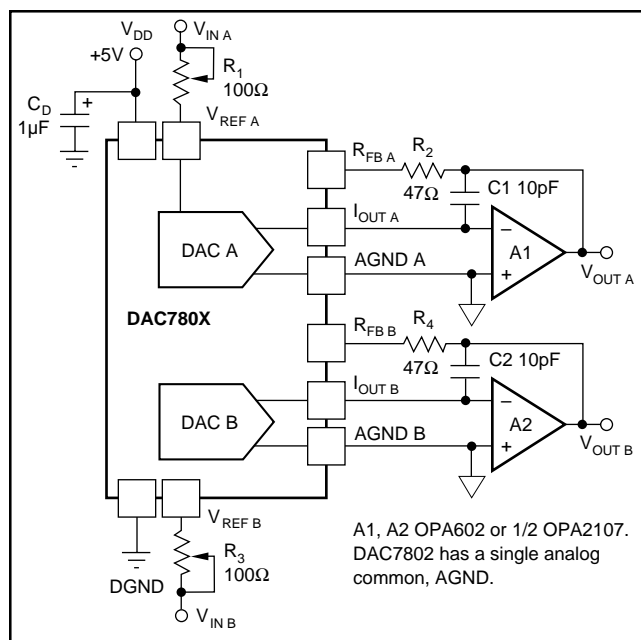 V_DD
+5V
C_D
+
1µF
V_IN A
R_1
100Ω
V_REF A
R_FB A
R_2
47Ω
C1 10pF
I_OUT A
DAC A
AGND A
–
A1
+
V_OUT A
DAC780X
R_FB B
R_4
47Ω
C2 10pF
I_OUT B
DAC B
AGND B
–
A2
+
V_OUT B
V_REF B
R_3
100Ω
DGND
V_IN B
A1, A2 OPA602 or 1/2 OPA2107.
DAC7802 has a single analog
common, AGND.